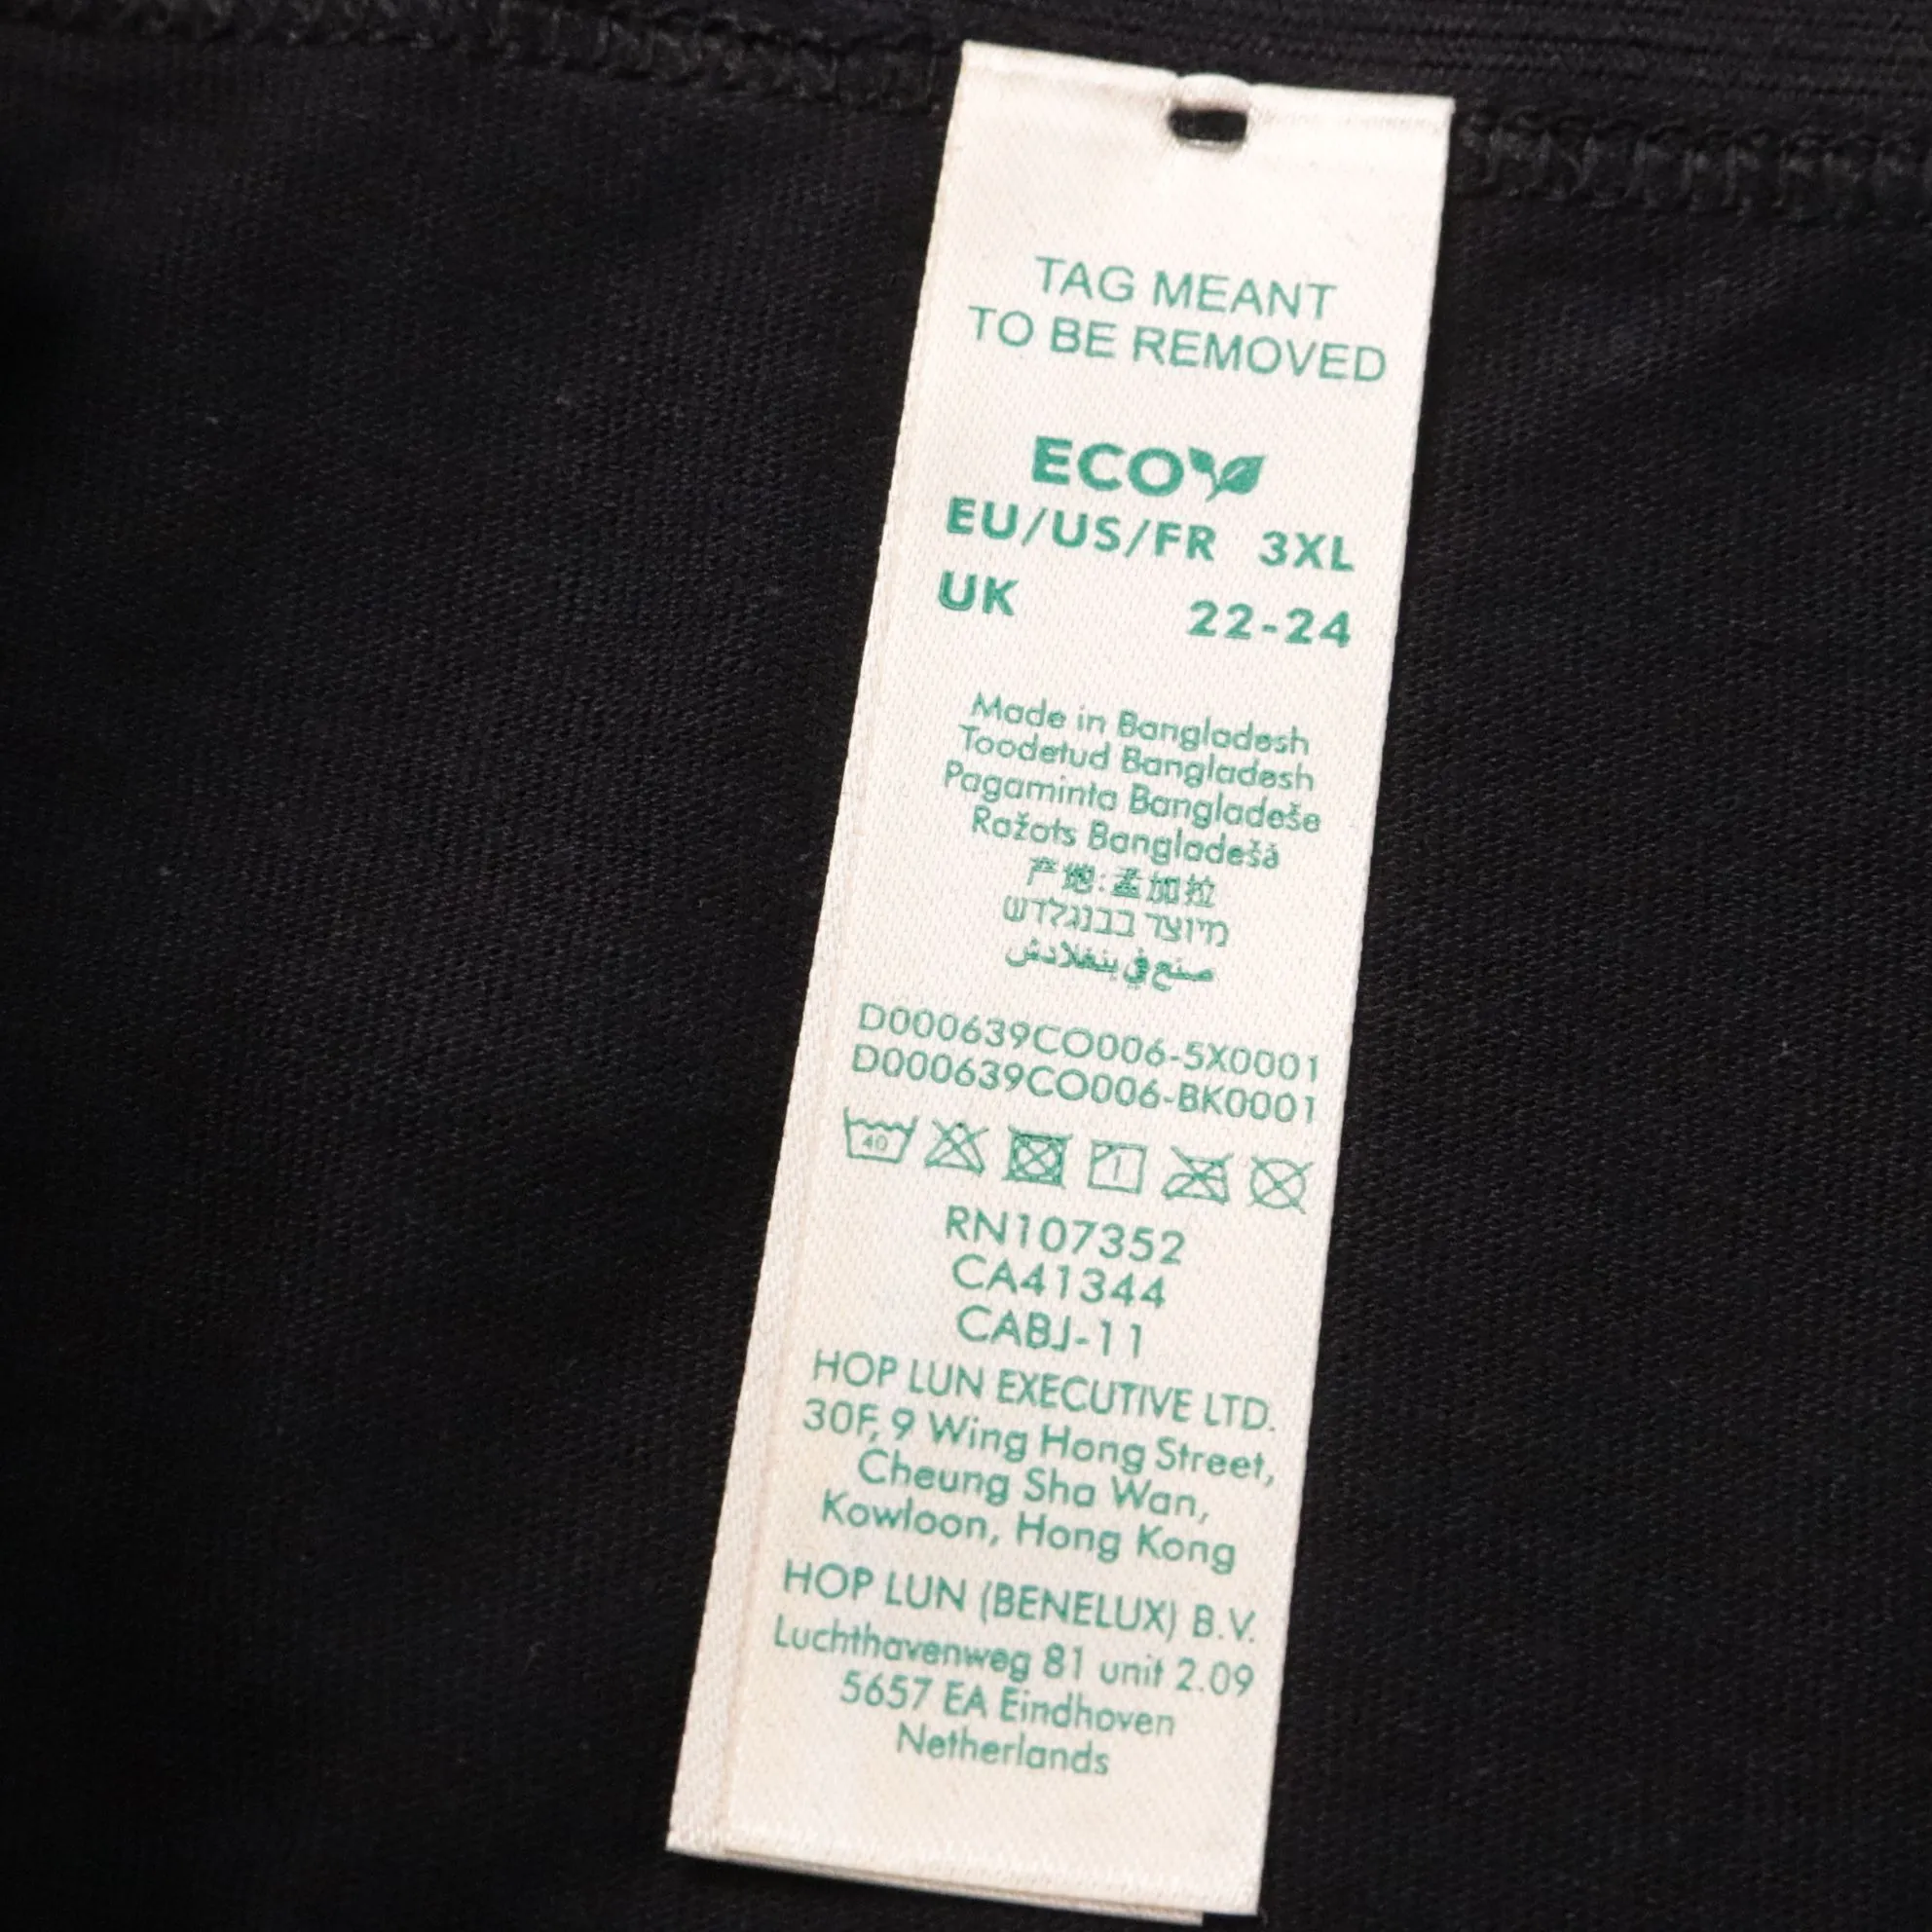 TAG MEANT
TO BE REMOVED
ECO
EU/US/FR 3XL
UK 22-24
Made in Bangladesh
Toodetud Bangladesh
Pagaminta Bangladeše
Ražots Bangladešā
产地:孟加拉
מיוצר בבנגלדש
صنع في بنغلادش
D000639CO006-5X0001
D000639CO006-BK0001
40
1
RN107352
CA41344
CABJ-11
HOP LUN EXECUTIVE LTD.
30F, 9 Wing Hong Street,
Cheung Sha Wan,
Kowloon, Hong Kong
HOP LUN (BENELUX) B.V.
Luchthavenweg 81 unit 2.09
5657 EA Eindhoven
Netherlands